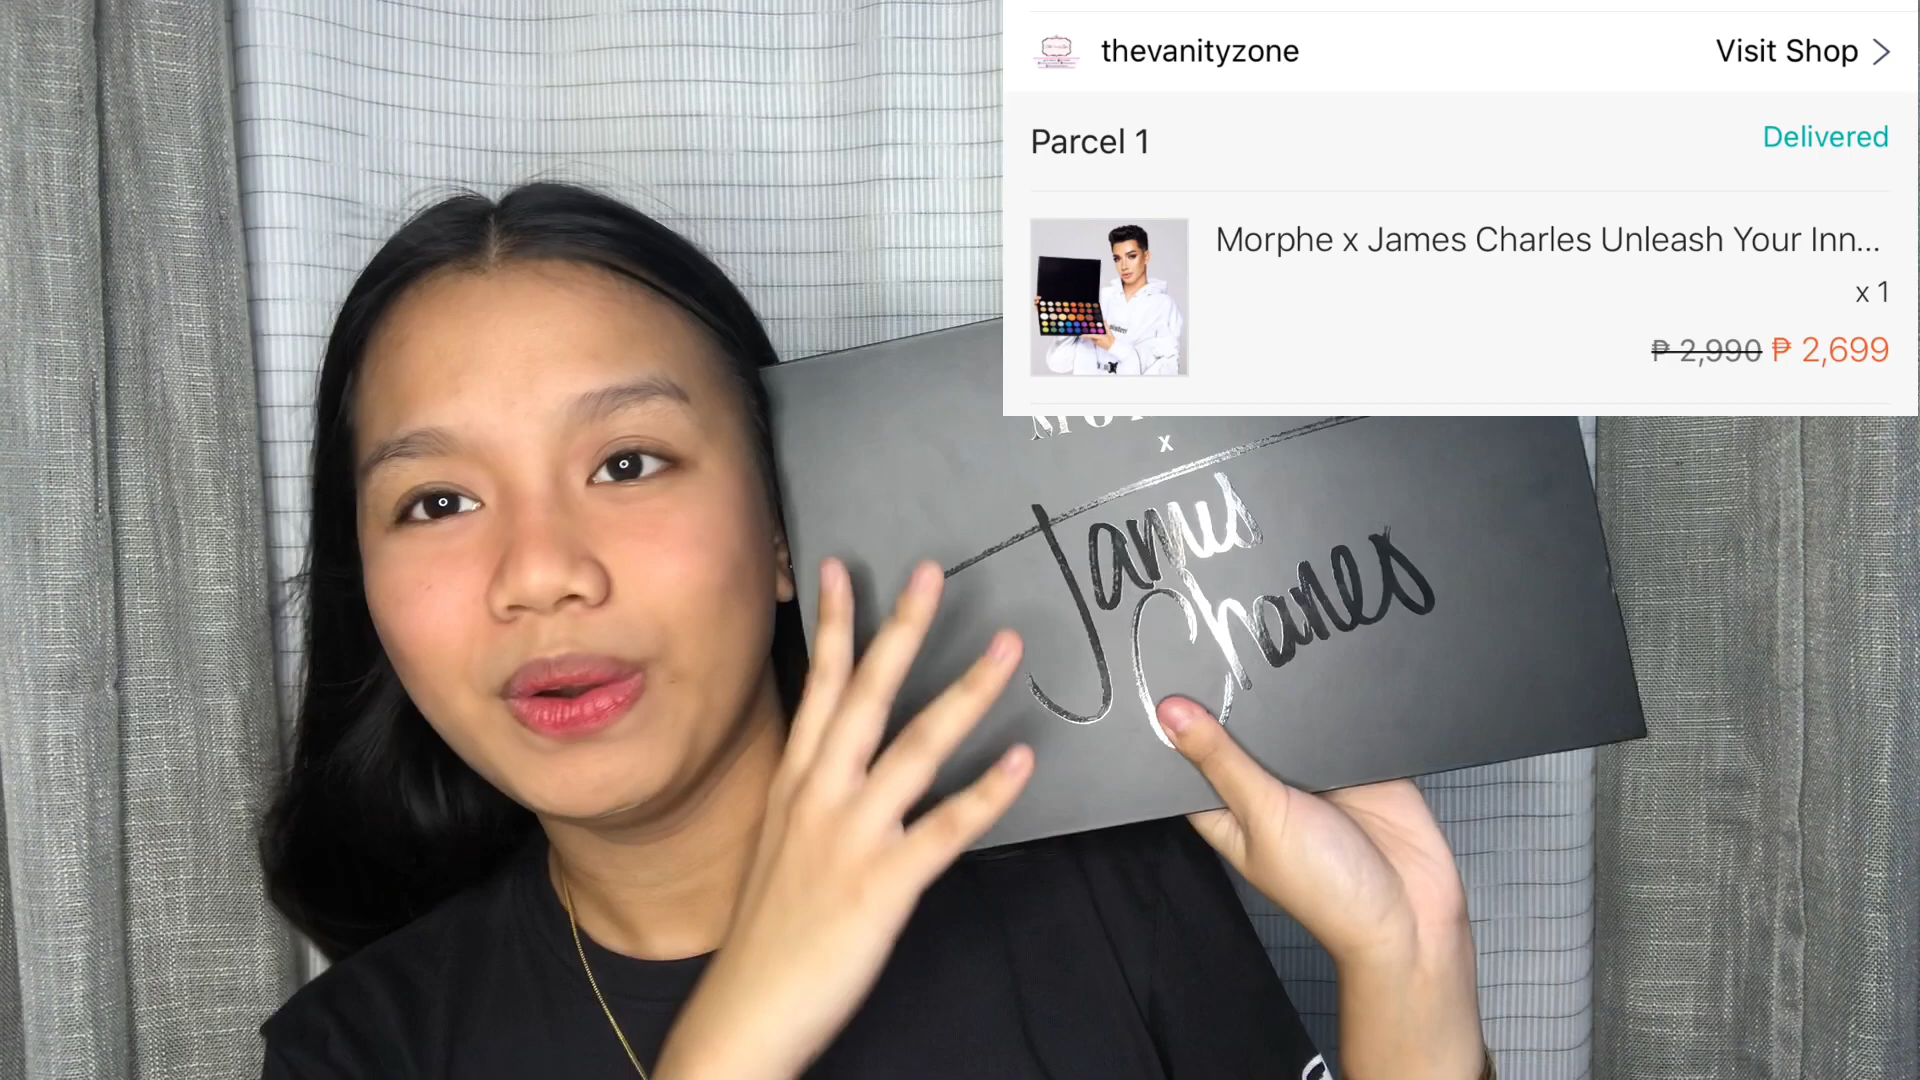 thevanityzone
Visit Shop
Parcel 1
Delivered
Morphe x James Charles Unleash Your Inn...
x 1
₱ 2,990 ₱ 2,699
x
James
Charles